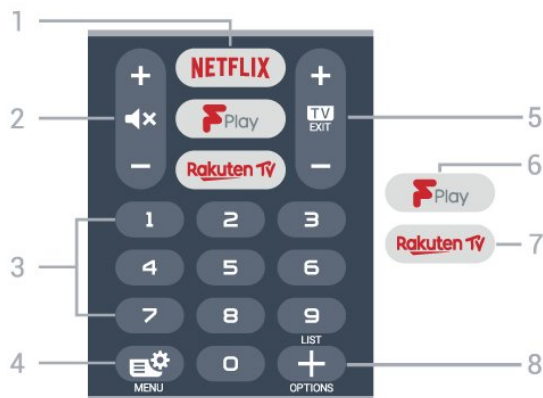 1
NETFLIX
+
+
2
F Play
TV
EXIT
5
6
F Play
−
Rakuten TV
−
Rakuten TV
7
1 2 3
3
4 5 6
7 8 9
LIST
4
0
+
8
MENU
OPTIONS